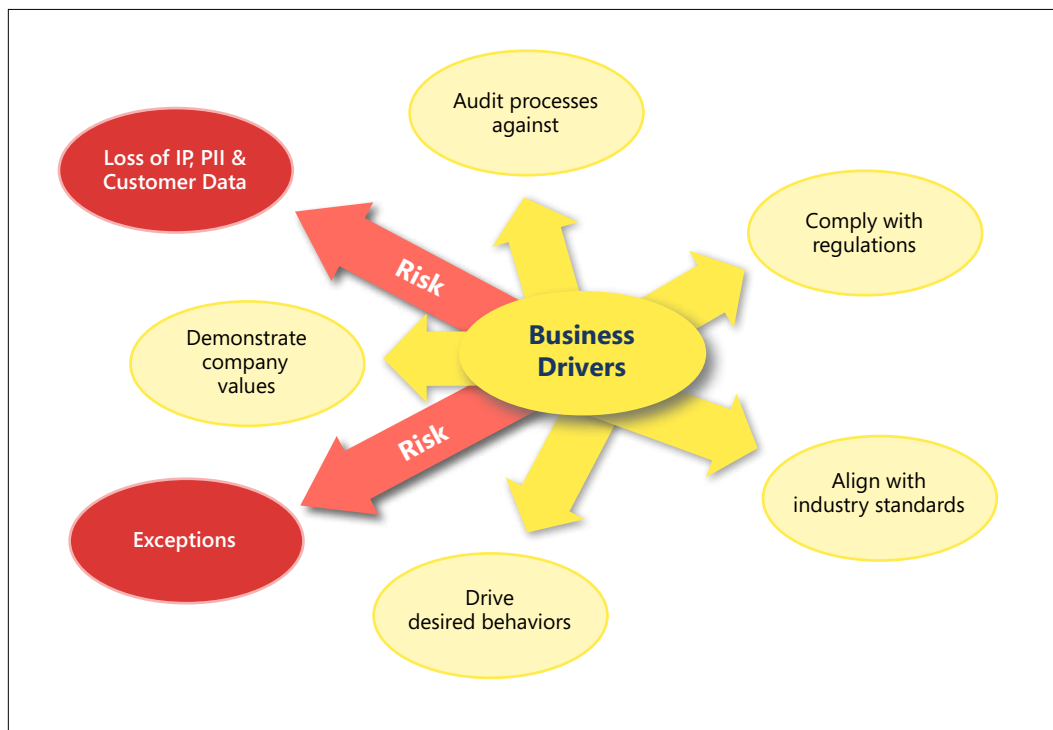 Audit processes
against
Loss of IP, PII &
Customer Data
Comply with
regulations
Risk
Business
Drivers
Demonstrate
company
values
Risk
Align with
industry standards
Exceptions
Drive
desired behaviors